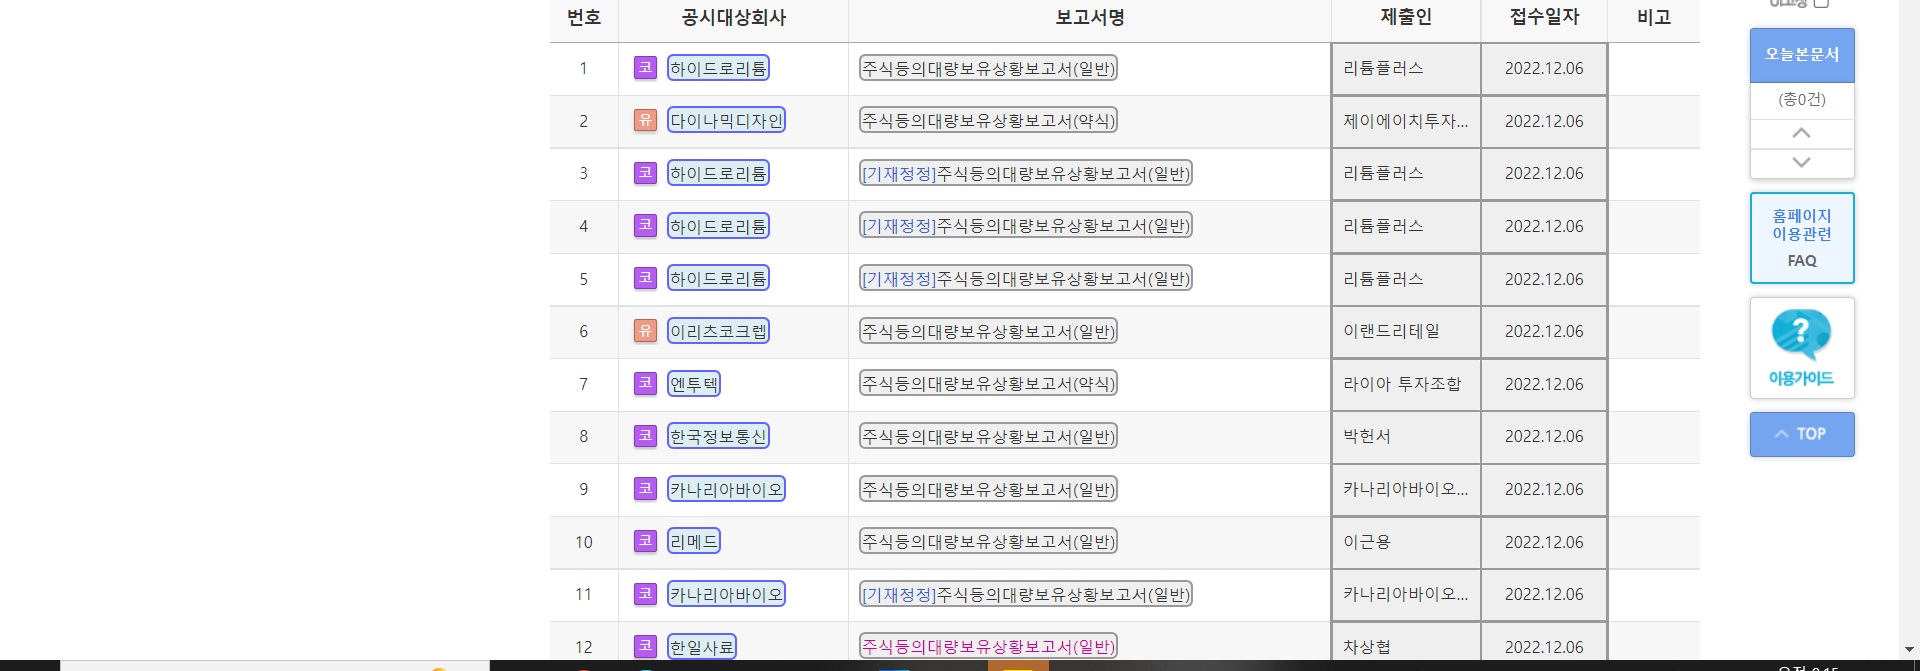 번호 공시대상회사 보고서명 제출인 접수일자 비고
1 코 하이드로리튬 주식등의대량보유상황보고서(일반) 리튬플러스 2022.12.06
2 유 다이나믹디자인 주식등의대량보유상황보고서(약식) 제이에이치투자... 2022.12.06
3 코 하이드로리튬 [기재정정]주식등의대량보유상황보고서(일반) 리튬플러스 2022.12.06
4 코 하이드로리튬 [기재정정]주식등의대량보유상황보고서(일반) 리튬플러스 2022.12.06
5 코 하이드로리튬 [기재정정]주식등의대량보유상황보고서(일반) 리튬플러스 2022.12.06
6 유 이리츠코크렙 주식등의대량보유상황보고서(일반) 이랜드리테일 2022.12.06
7 코 엔투텍 주식등의대량보유상황보고서(약식) 라이아 투자조합 2022.12.06
8 코 한국정보통신 주식등의대량보유상황보고서(일반) 박헌서 2022.12.06
9 코 카나리아바이오 주식등의대량보유상황보고서(일반) 카나리아바이오... 2022.12.06
10 코 리메드 주식등의대량보유상황보고서(일반) 이근용 2022.12.06
11 코 카나리아바이오 [기재정정]주식등의대량보유상황보고서(일반) 카나리아바이오... 2022.12.06
12 코 한일사료 주식등의대량보유상황보고서(일반) 차상협 2022.12.06
오늘본문서
(총0건)
홈페이지
이용관련
FAQ
?
이용가이드
TOP